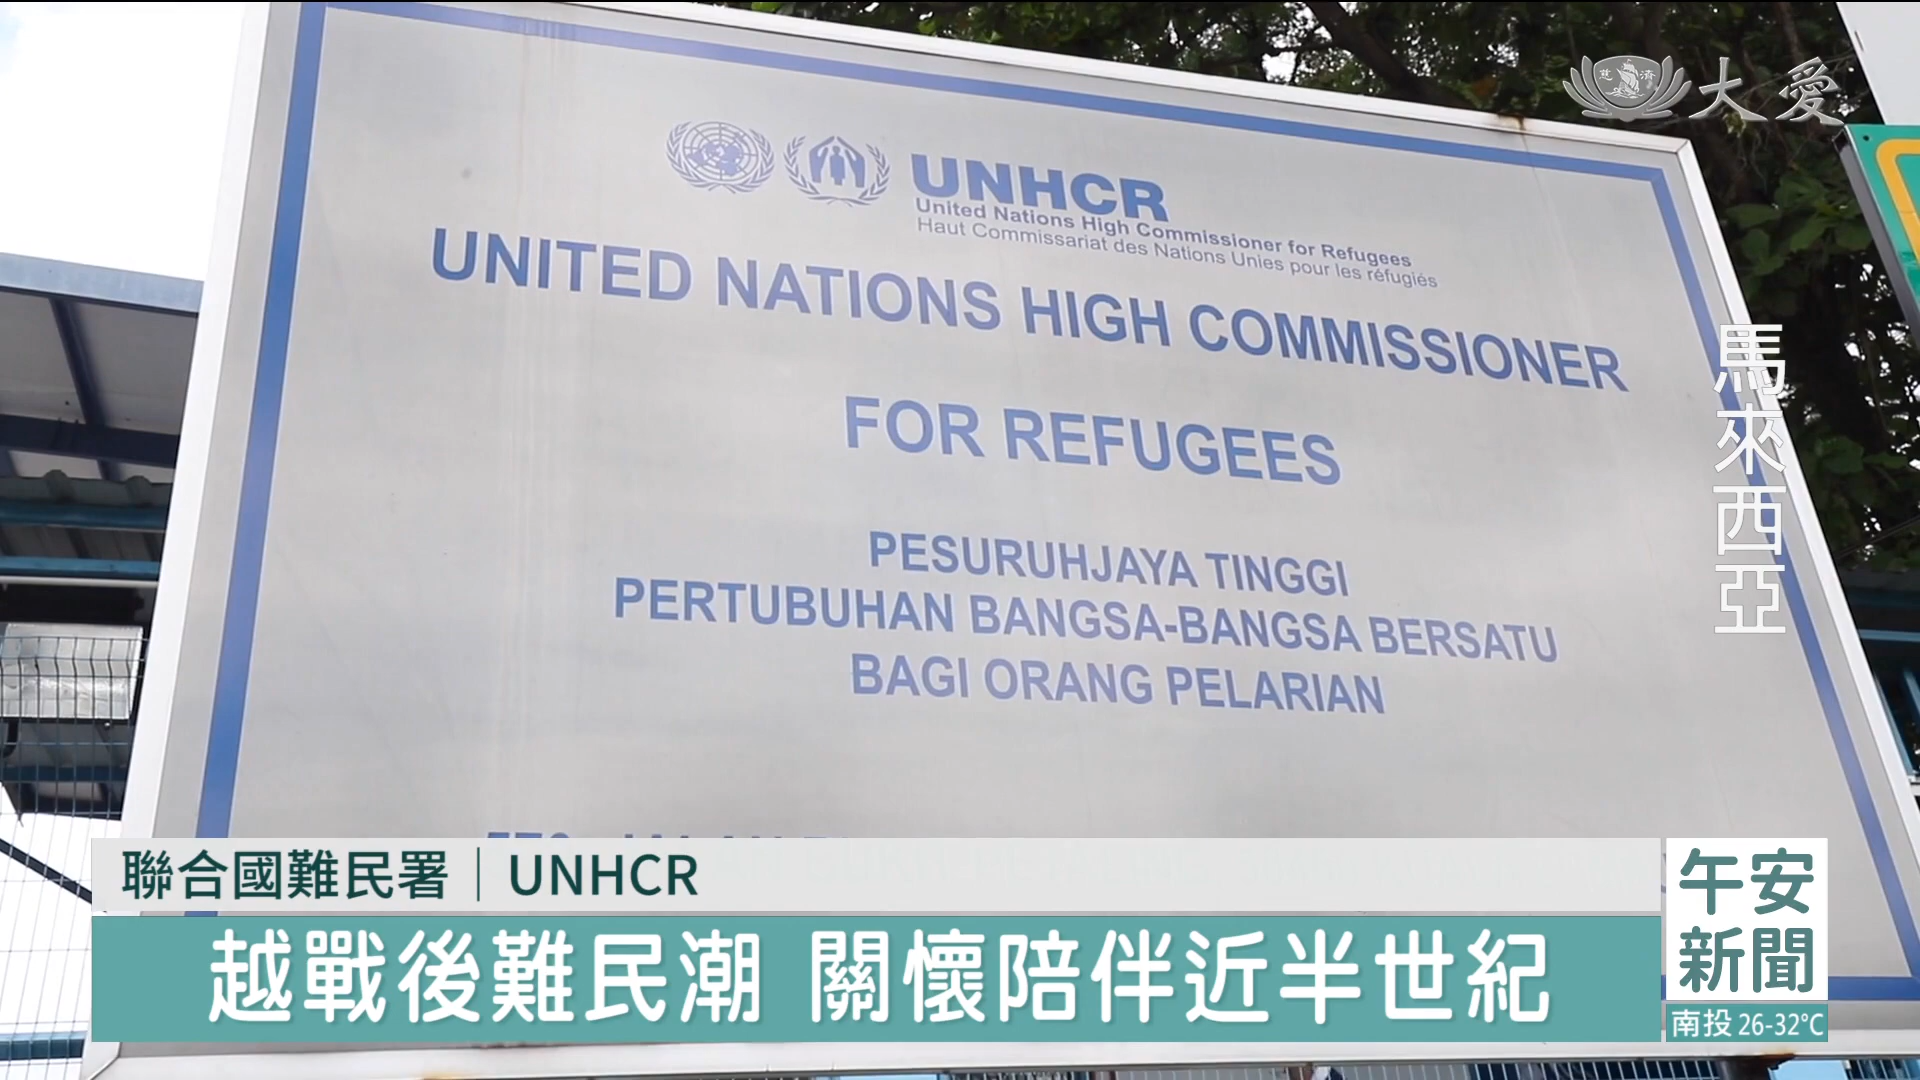 慈濟 大愛
UNHCR
United Nations High Commissioner for Refugees
Haut Commissariat des Nations Unies pour les réfugiés
UNITED NATIONS HIGH COMMISSIONER
FOR REFUGEES
PESURUHJAYA TINGGI
PERTUBUHAN BANGSA-BANGSA BERSATU
BAGI ORANG PELARIAN
馬來西亞
聯合國難民署｜UNHCR
越戰後難民潮 關懷陪伴近半世紀
午安
新聞
南投 26-32°C